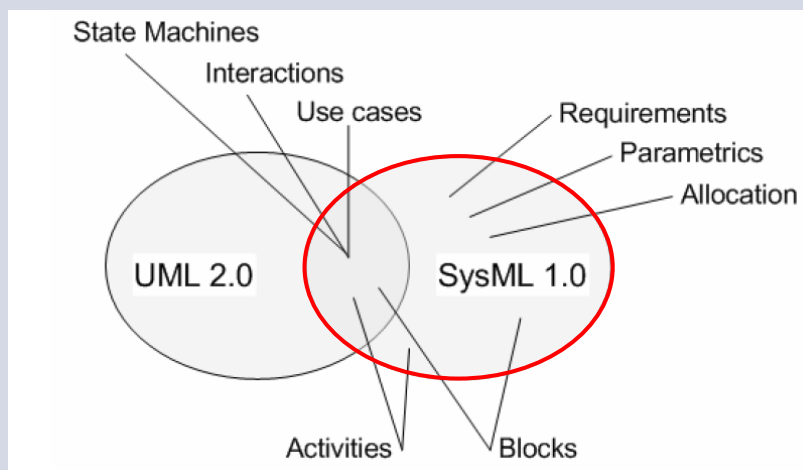 State Machines
Interactions
Use cases
Requirements
Parametrics
Allocation
UML 2.0
SysML 1.0
Activities
Blocks